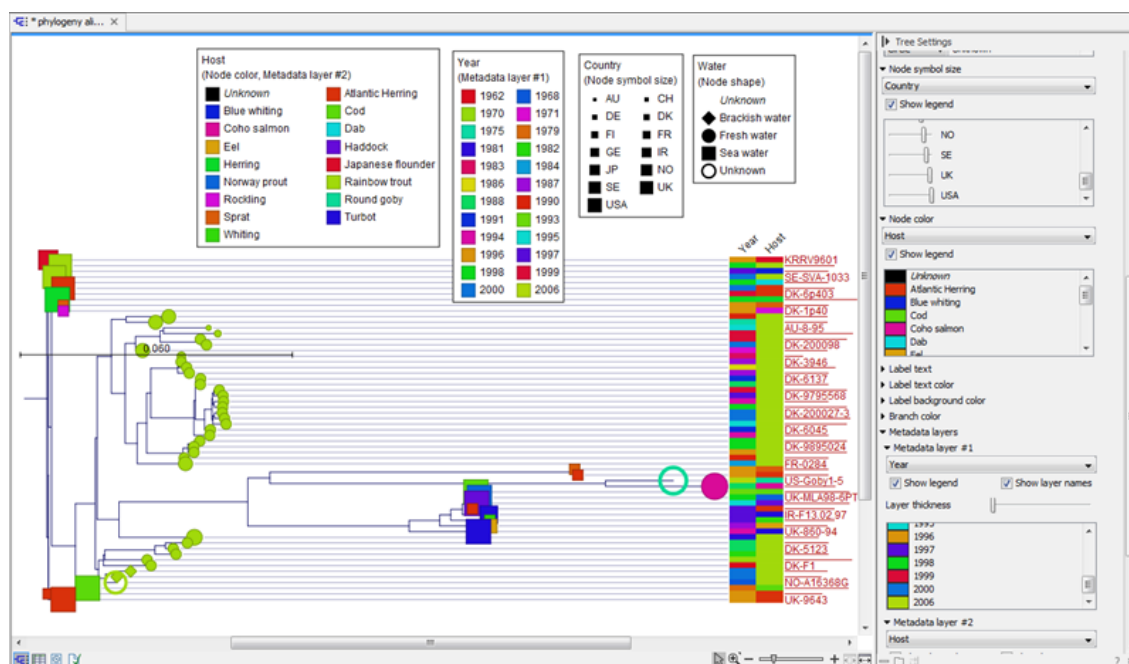 * phylogeny ali...
Host
(Node color, Metadata layer #2)
Unknown
Blue whiting
Coho salmon
Eel
Herring
Norway prout
Rockling
Sprat
Whiting
Atlantic Herring
Cod
Dab
Haddock
Japanese flounder
Rainbow trout
Round goby
Turbot
Year
(Metadata layer #1)
1962 1968
1970 1971
1975 1979
1981 1982
1983 1984
1986 1987
1988 1990
1991 1993
1994 1995
1996 1997
1998 1999
2000 2006
Country
(Node symbol size)
AU CH
DE DK
FI FR
GE IR
JP NO
SE UK
USA
Water
(Node shape)
Unknown
Brackish water
Fresh water
Sea water
Unknown
0.060
Year Host
KRRV9601
SE-SVA-1033
DK-6p403
DK-1p40
AU-8-95
DK-200098
DK-3946
DK-6137
DK-9795568
DK-200027-3
DK-6045
DK-9895024
FR-0284
US-Goby1-5
UK-MLA98-6PT
IR-F13.02.97
UK-860-94
DK-5123
DK-F1
NO-A16368G
UK-9643
Tree Settings
Node symbol size
Country
Show legend
NO
SE
UK
USA
Node color
Host
Show legend
Unknown
Atlantic Herring
Blue whiting
Cod
Coho salmon
Dab
Eel
Label text
Label text color
Label background color
Branch color
Metadata layers
Metadata layer #1
Year
Show legend Show layer names
Layer thickness
1995
1996
1997
1998
1999
2000
2006
Metadata layer #2
Host